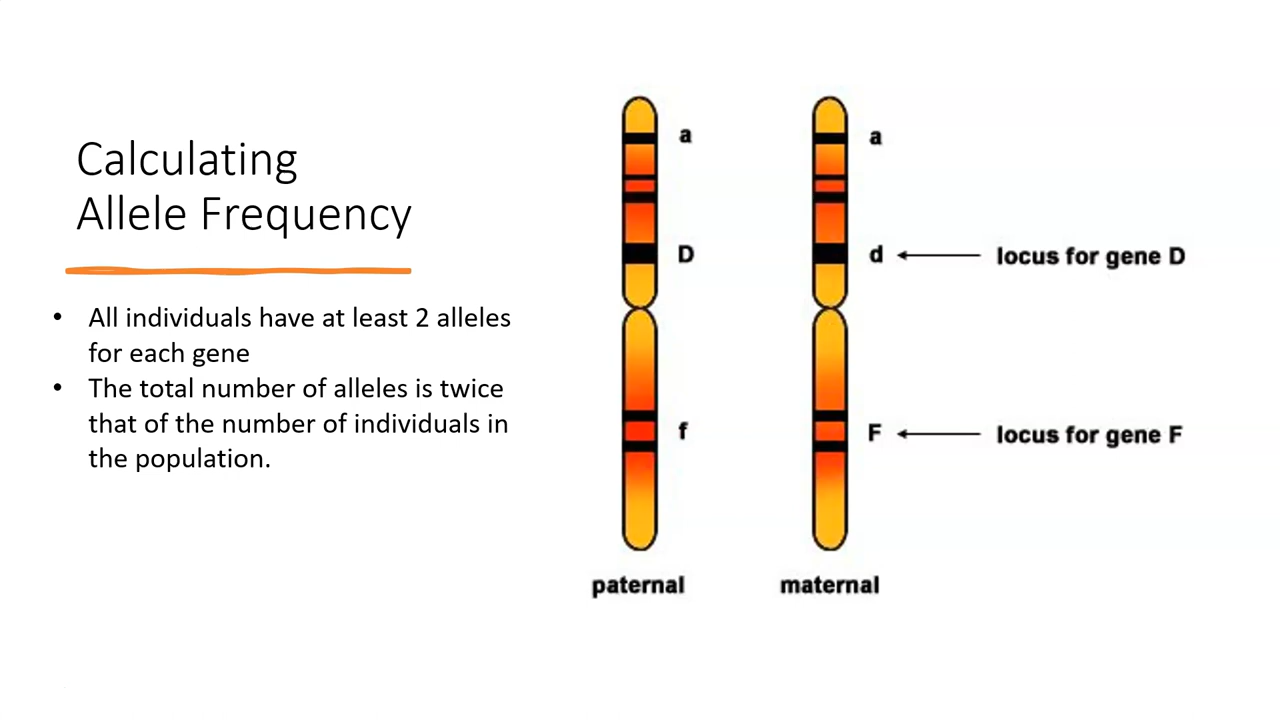 Calculating
Allele Frequency
• All individuals have at least 2 alleles
for each gene
• The total number of alleles is twice
that of the number of individuals in
the population.
a a
D d locus for gene D
f F locus for gene F
paternal maternal